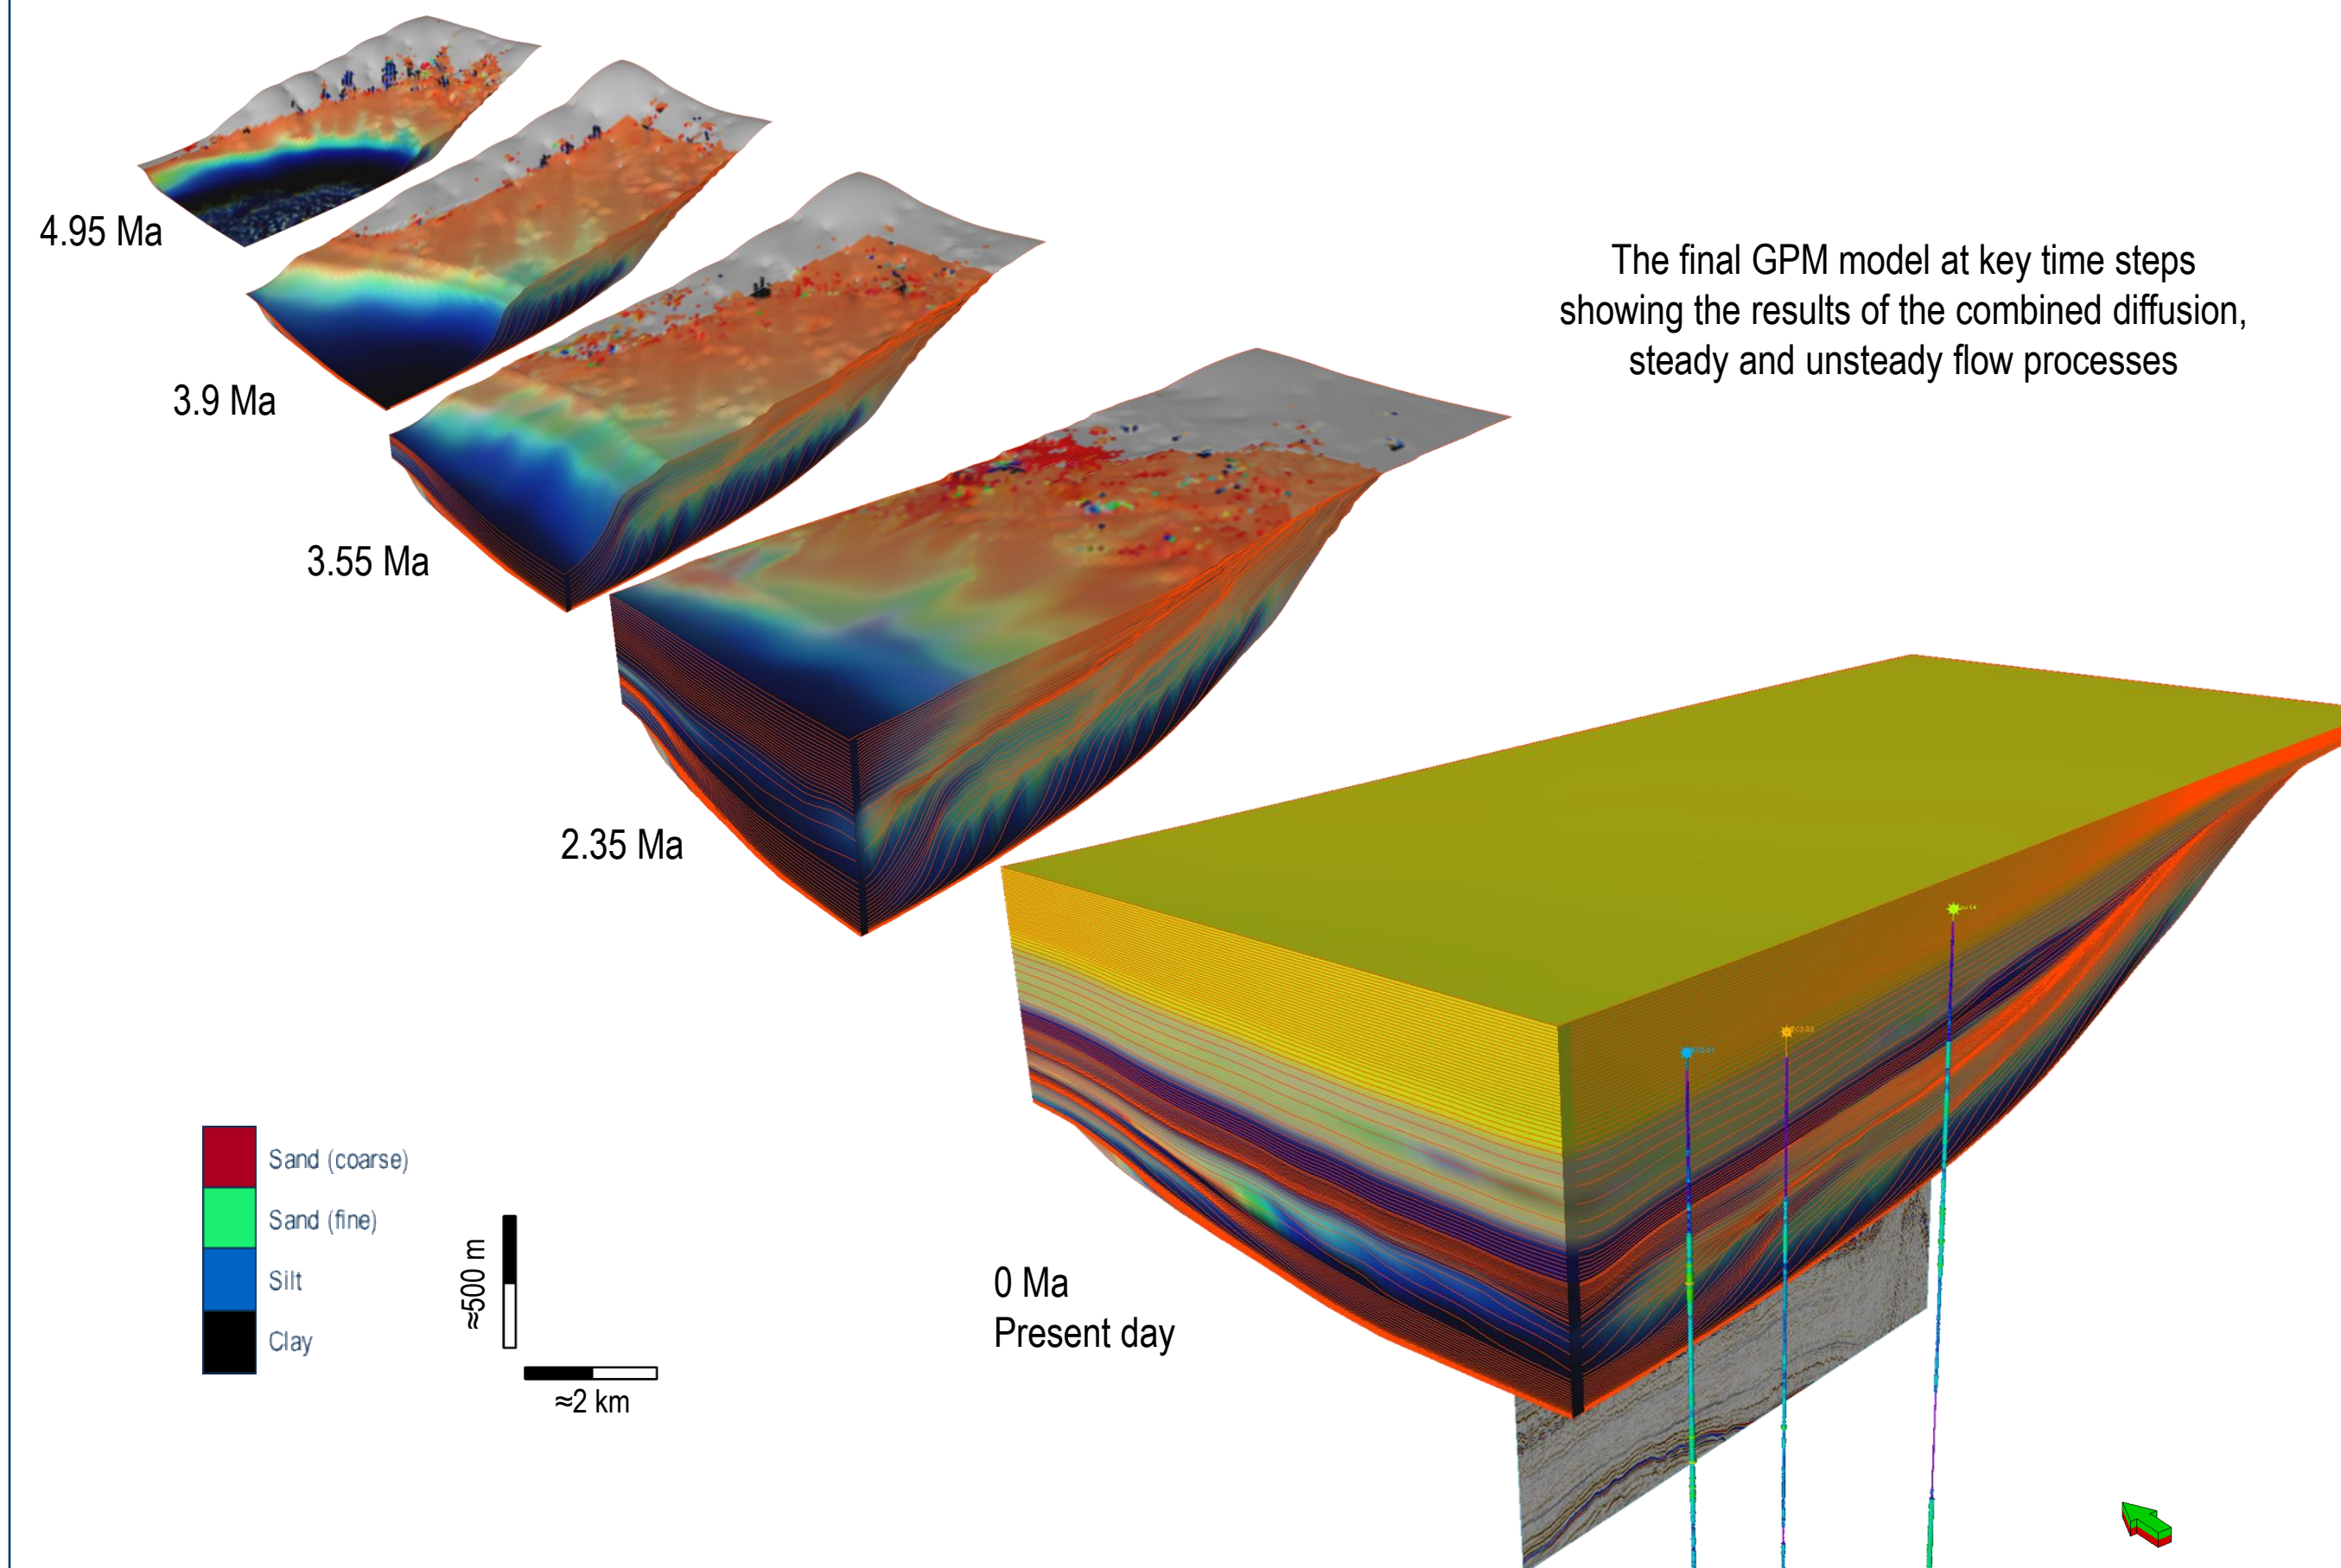 4.95 Ma
The final GPM model at key time steps
showing the results of the combined diffusion,
steady and unsteady flow processes
3.9 Ma
3.55 Ma
2.35 Ma
Sand (coarse)
Sand (fine)
Silt
Clay
≈500 m
≈2 km
0 Ma
Present day